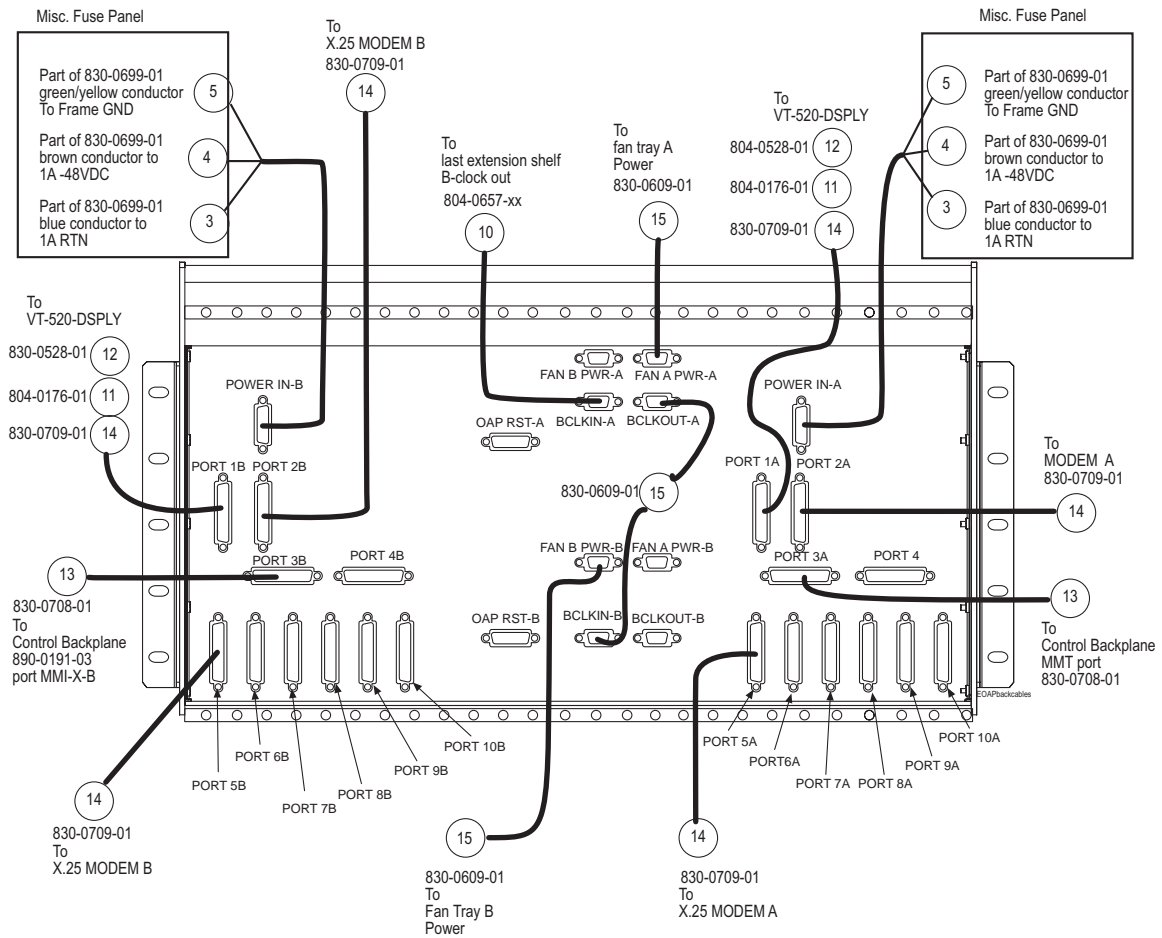 Misc. Fuse Panel
Part of 830-0699-01
green/yellow conductor
To Frame GND
5
Part of 830-0699-01
brown conductor to
1A -48VDC
4
Part of 830-0699-01
blue conductor to
1A RTN
3
To
X.25 MODEM B
830-0709-01
14
To
last extension shelf
B-clock out
804-0657-xx
10
To
fan tray A
Power
830-0609-01
15
To
VT-520-DSPLY
804-0528-01 12
804-0176-01 11
830-0709-01 14
Misc. Fuse Panel
5
Part of 830-0699-01
green/yellow conductor
To Frame GND
4
Part of 830-0699-01
brown conductor to
1A -48VDC
3
Part of 830-0699-01
blue conductor to
1A RTN
To
VT-520-DSPLY
830-0528-01 12
804-0176-01 11
830-0709-01 14
POWER IN-B
FAN B PWR-A
FAN A PWR-A
POWER IN-A
OAP RST-A
BCLKIN-A
BCLKOUT-A
PORT 1B
PORT 2B
PORT 1A
PORT 2A
To
MODEM A
830-0709-01
14
830-0609-01 15
PORT 3B
PORT 4B
FAN B PWR-B
FAN A PWR-B
PORT 3A
PORT 4
13
830-0708-01
To
Control Backplane
890-0191-03
port MMI-X-B
13
To
Control Backplane
MMT port
830-0708-01
OAP RST-B
BCLKIN-B
BCLKOUT-B
EOAPbackcables
PORT 5B
PORT 6B
PORT 7B
PORT 8B
PORT 9B
PORT 10B
PORT 5A
PORT6A
PORT 7A
PORT 8A
PORT 9A
PORT 10A
14
830-0709-01
To
X.25 MODEM B
15
830-0609-01
To
Fan Tray B
Power
14
830-0709-01
To
X.25 MODEM A